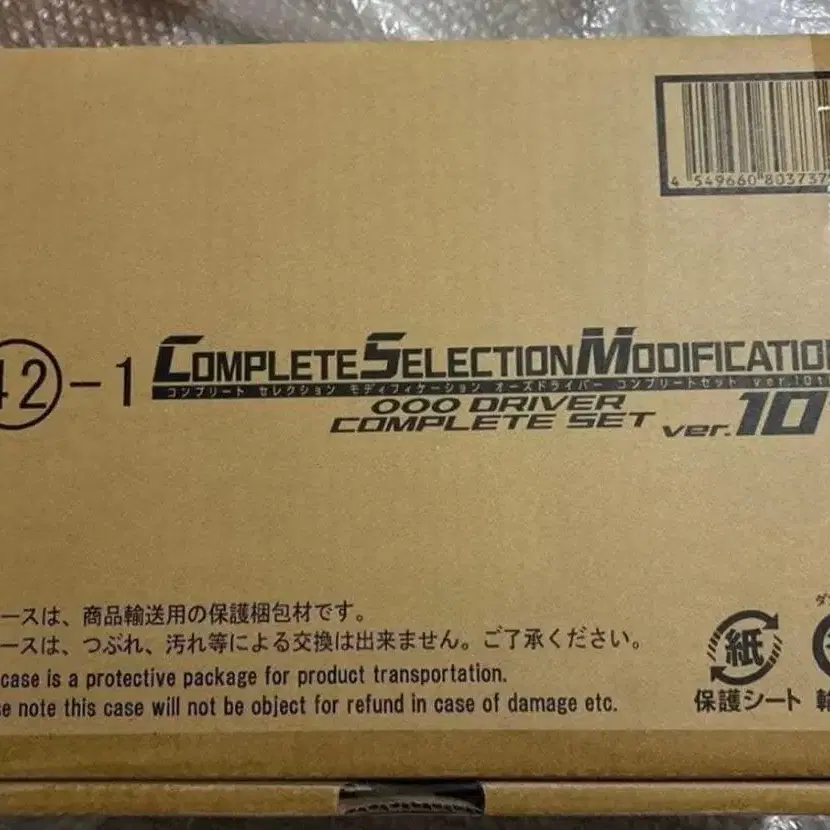 4 549660 803737
42-1
COMPLETE SELECTION MODIFICATION
コンプリート セレクション モディフィケーション オーズドライバー コンプリートセット ver.10t
OOO DRIVER
COMPLETE SET ver.10
ースは、商品輸送用の保護梱包材です。
ースは、つぶれ、汚れ等による交換は出来ません。ご了承ください。
case is a protective package for product transportation.
se note this case will not be object for refund in case of damage etc.
紙
保護シート
ダ
輸